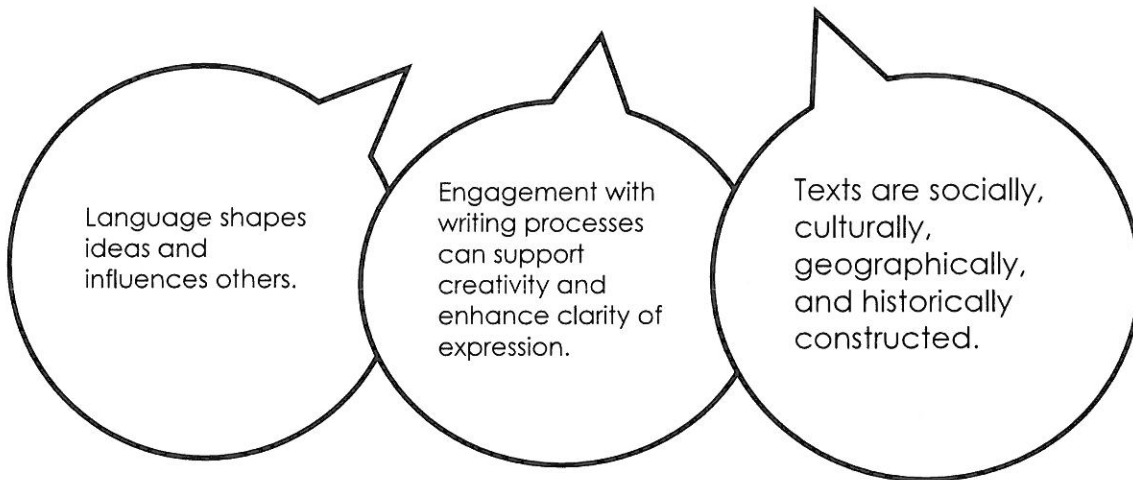 Language shapes
ideas and
influences others.
Engagement with
writing processes
can support
creativity and
enhance clarity of
expression.
Texts are socially,
culturally,
geographically,
and historically
constructed.